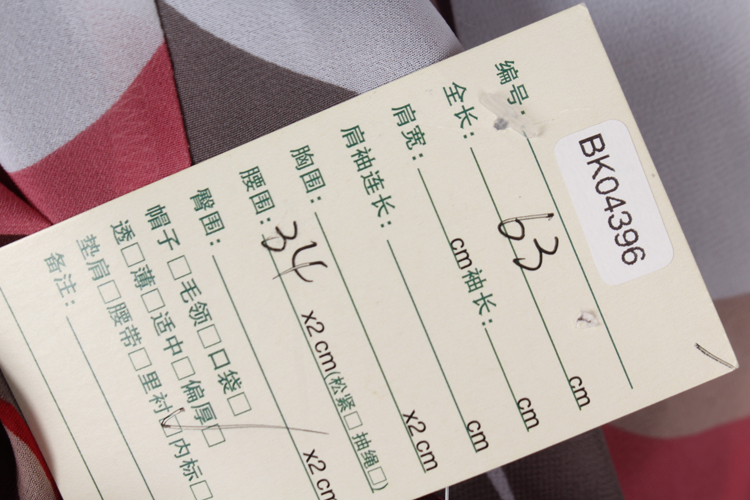 编号: BK04396
全长: 63 cm
肩宽: cm 袖长: cm
肩袖连长: cm
胸围: x2 cm
腰围: 34 x2 cm(松紧□ 抽绳□)
臀围: x2 c
帽子□毛领□口袋□
透□薄□适中□偏厚□
垫肩□腰带□里衬☑内标□
备注: